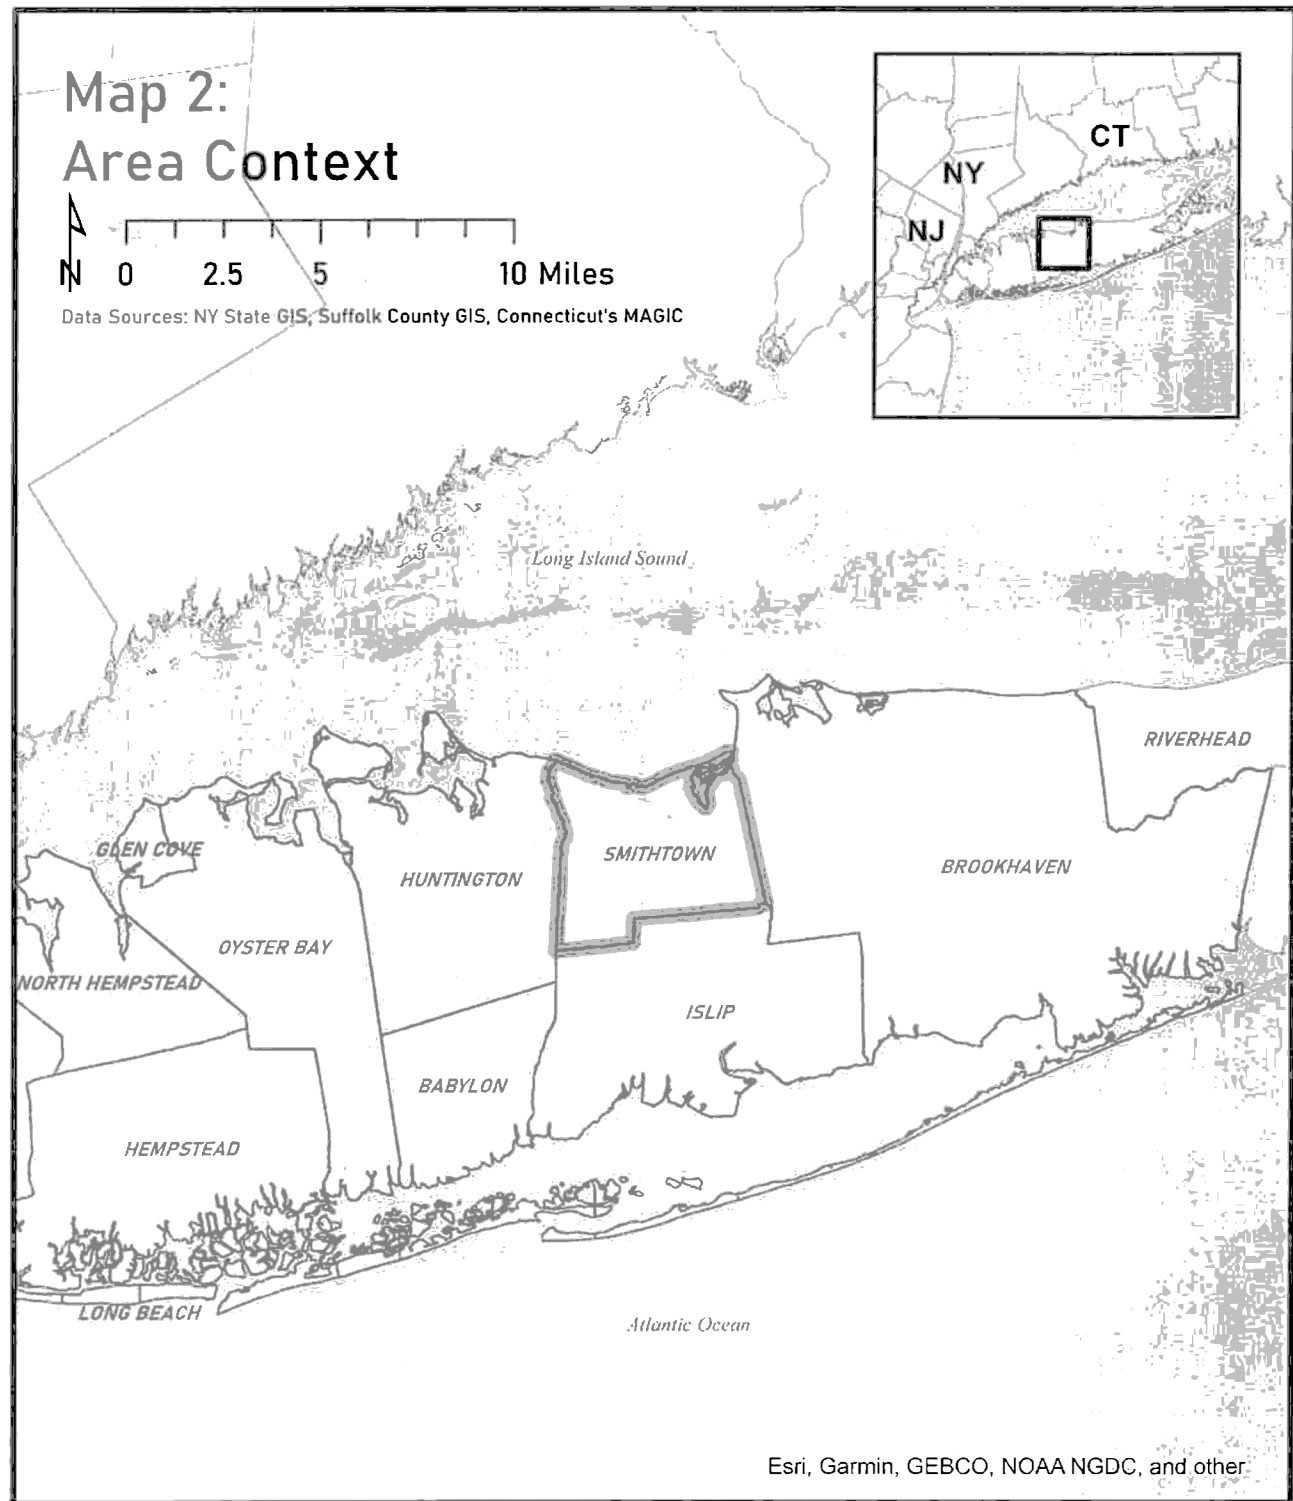 Map 2:
Area Context
N
0 2.5 5 10 Miles
Data Sources: NY State GIS, Suffolk County GIS, Connecticut's MAGIC
CT
NY
NJ
Long Island Sound
RIVERHEAD
GLEN COVE
SMITHTOWN
BROOKHAVEN
HUNTINGTON
OYSTER BAY
NORTH HEMPSTEAD
ISLIP
BABYLON
HEMPSTEAD
LONG BEACH
Atlantic Ocean
Esri, Garmin, GEBCO, NOAA NGDC, and other